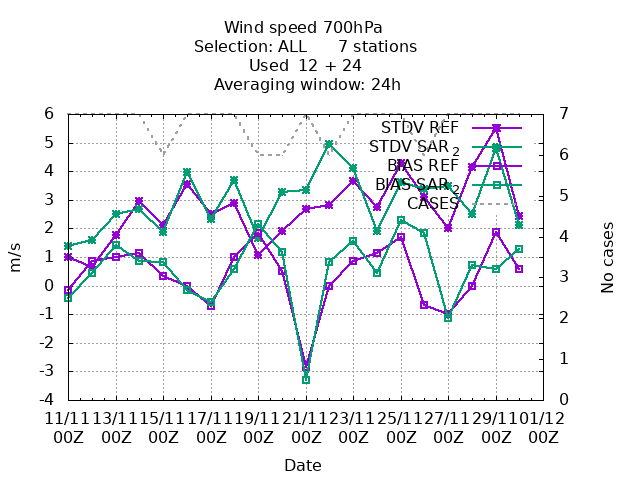 Wind speed 700hPa
Selection: ALL      7 stations
Used  12 + 24
Averaging window: 24h
STDV REF
STDV SAR_2
BIAS REF
BIAS SAR_2
CASES
6
5
4
3
2
1
0
-1
-2
-3
-4
m/s
7
6
5
4
3
2
1
0
No cases
11/11 13/11 15/11 17/11 19/11 21/11 23/11 25/11 27/11 29/11 01/12
00Z 00Z 00Z 00Z 00Z 00Z 00Z 00Z 00Z 00Z 00Z
Date